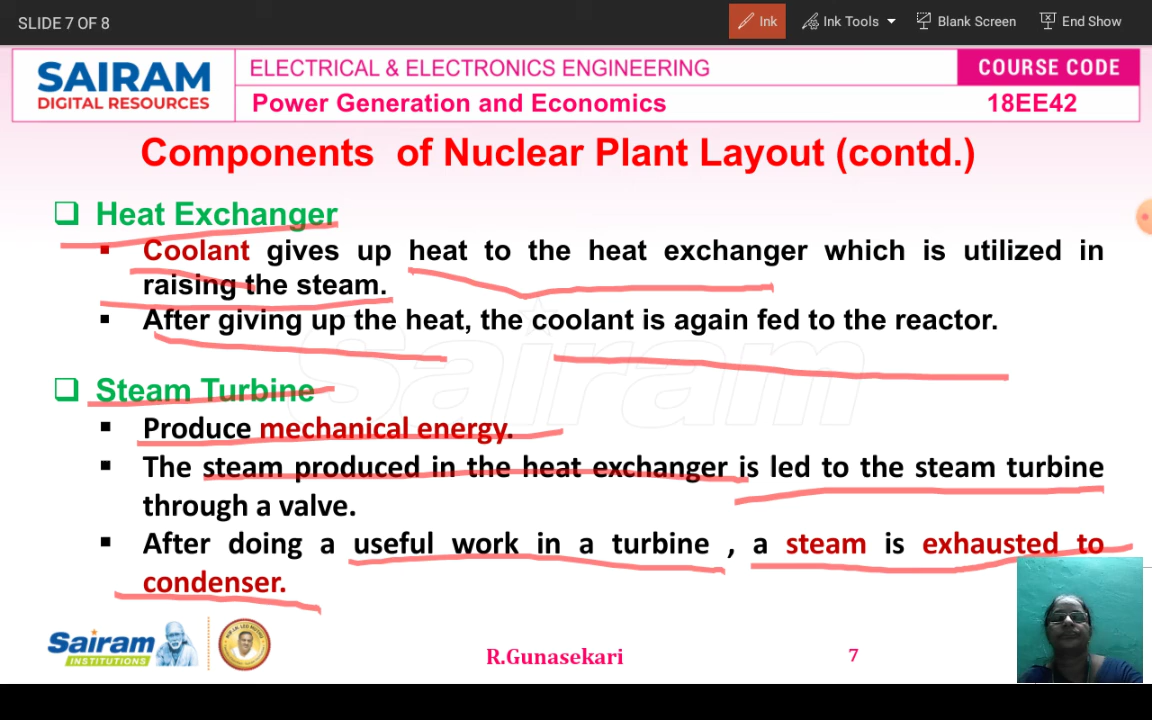 SLIDE 7 OF 8
Ink
Ink Tools
Blank Screen
End Show
SAIRAM
DIGITAL RESOURCES
ELECTRICAL & ELECTRONICS ENGINEERING
COURSE CODE
Power Generation and Economics
18EE42
Components of Nuclear Plant Layout (contd.)
Heat Exchanger
Coolant gives up heat to the heat exchanger which is utilized in
raising the steam.
After giving up the heat, the coolant is again fed to the reactor.
Sairam
Steam Turbine
Produce mechanical energy.
The steam produced in the heat exchanger is led to the steam turbine
through a valve.
After doing a useful work in a turbine , a steam is exhausted to
condenser.
Sairam
INSTITUTIONS
R.Gunasekari
7